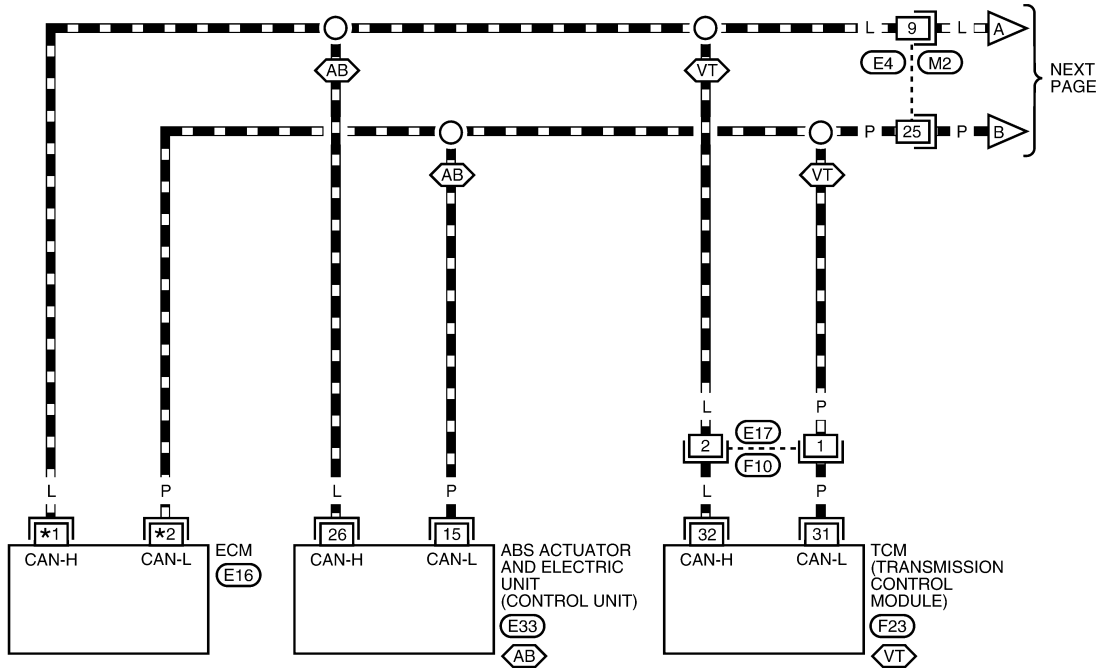 L 9 L A
E4 M2
AB VT
NEXT
PAGE
P 25 P B
AB VT
L P
2 E17 1
F10
L P L P L P
*1 *2 26 15 32 31
CAN-H CAN-L ECM
E16
CAN-H CAN-L ABS ACTUATOR
AND ELECTRIC
UNIT
(CONTROL UNIT)
E33
AB
CAN-H CAN-L TCM
(TRANSMISSION
CONTROL
MODULE)
F23
VT